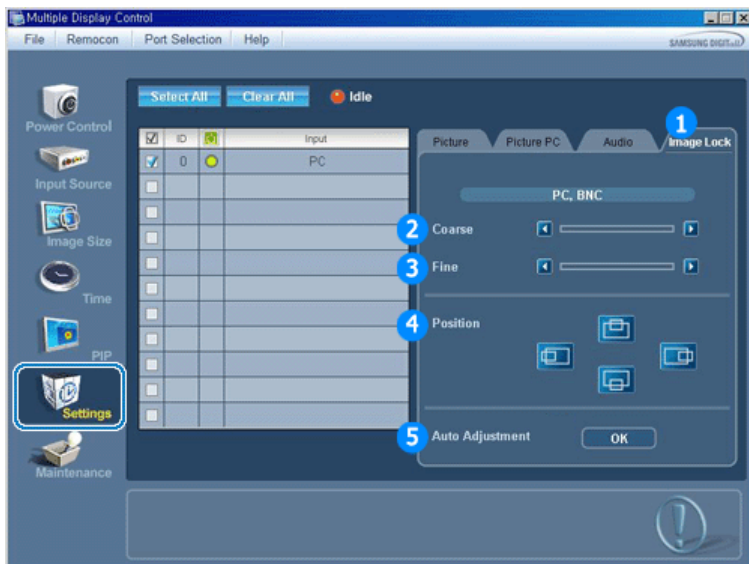 Multiple Display Control
File Remocon Port Selection Help
SAMSUNG DIGITall
Select All Clear All Idle
Power Control
Input Source
Image Size
Time
PIP
Settings
Maintenance
ID Input
0 PC
Picture Picture PC Audio Image Lock
1
PC, BNC
2 Coarse
3 Fine
4 Position
5 Auto Adjustment OK